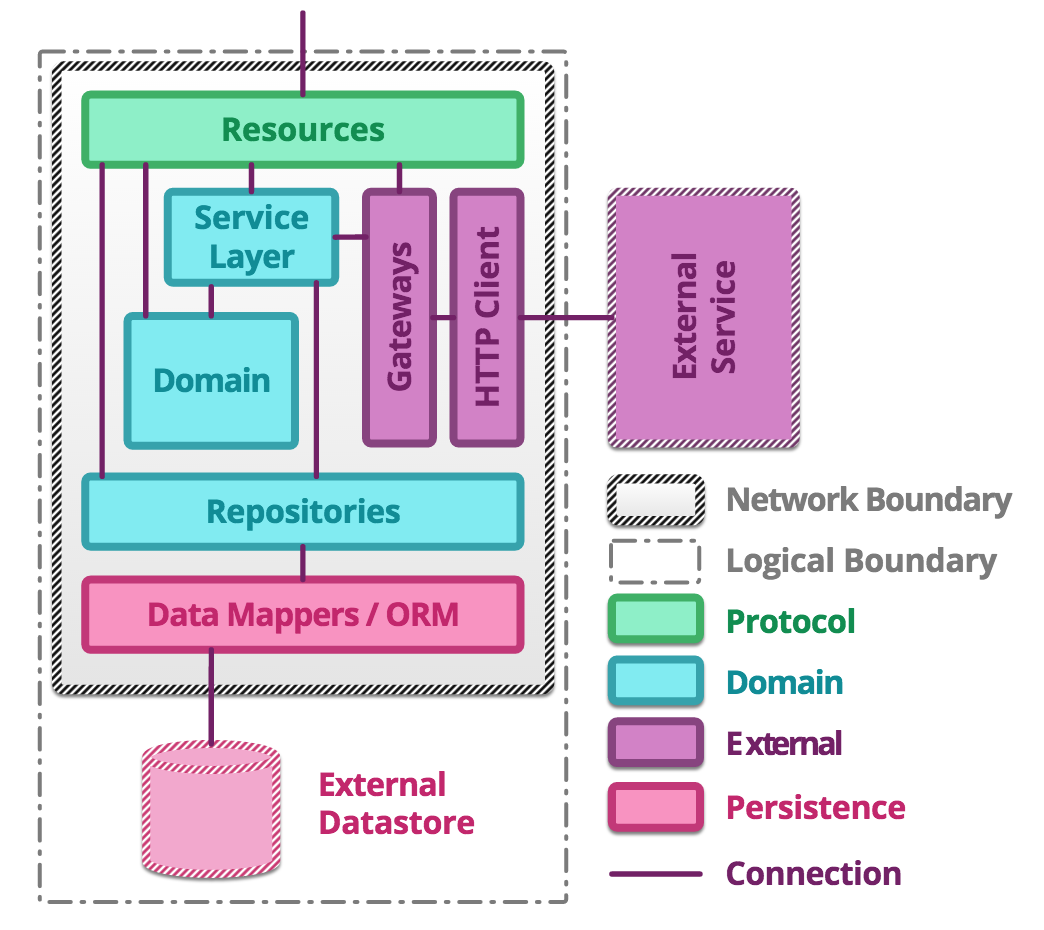 Resources
Service
Layer
Gateways
HTTP Client
External
Service
Domain
Repositories
Data Mappers / ORM
External
Datastore
Network Boundary
Logical Boundary
Protocol
Domain
External
Persistence
Connection